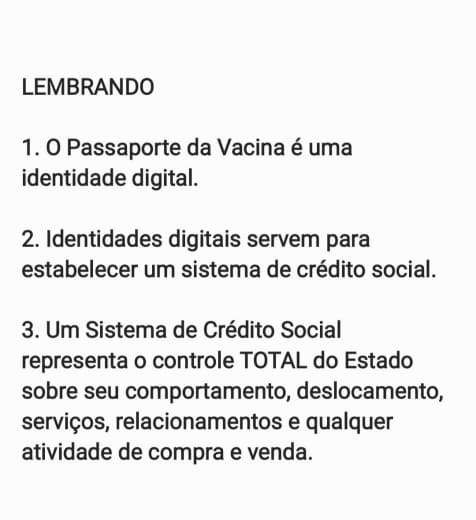 LEMBRANDO
1. O Passaporte da Vacina é uma
identidade digital.
2. Identidades digitais servem para
estabelecer um sistema de crédito social.
3. Um Sistema de Crédito Social
representa o controle TOTAL do Estado
sobre seu comportamento, deslocamento,
serviços, relacionamentos e qualquer
atividade de compra e venda.